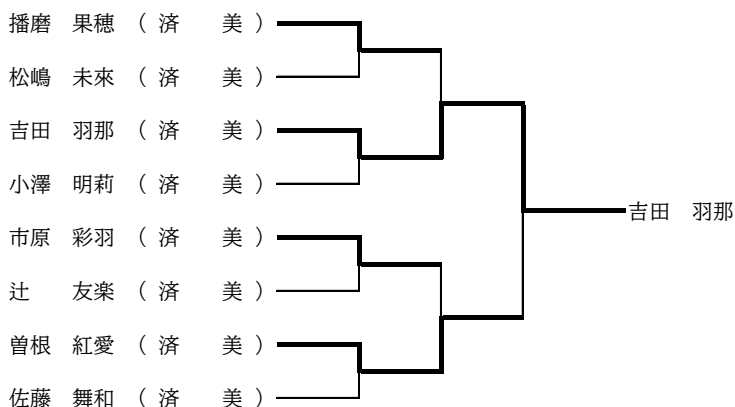 播磨　果穂 （ 済　　美 ）
松嶋　未來 （ 済　　美 ）
吉田　羽那 （ 済　　美 ）
小澤　明莉 （ 済　　美 ）
吉田　羽那
市原　彩羽 （ 済　　美 ）
辻　　友楽 （ 済　　美 ）
曽根　紅愛 （ 済　　美 ）
佐藤　舞和 （ 済　　美 ）